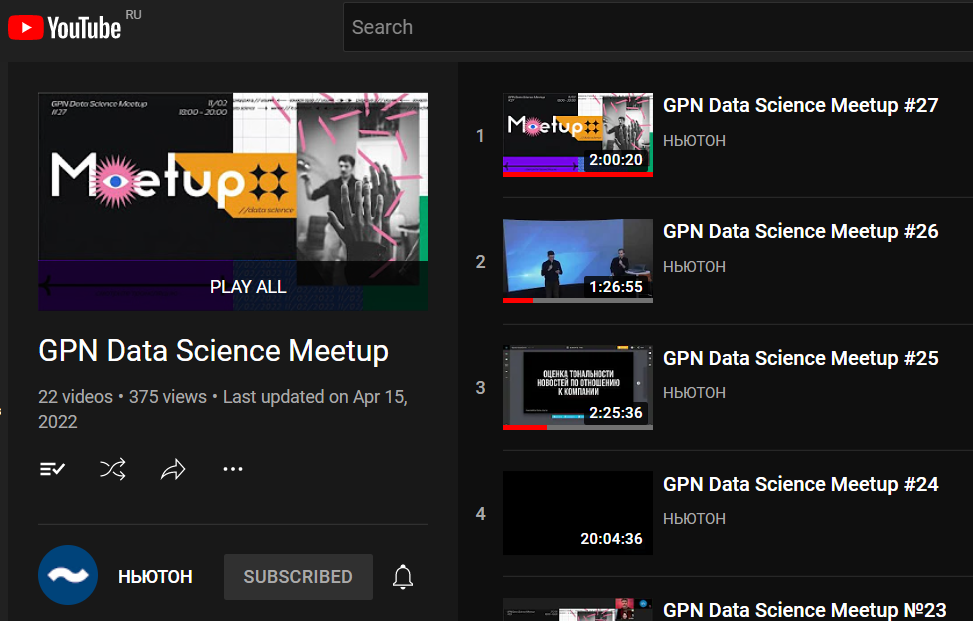 YouTube RU
Search
GPN Data Science Meetup
#27
11/02
18:00 - 20:00
Meetup
//data science
PLAY ALL
GPN Data Science Meetup
22 videos • 375 views • Last updated on Apr 15,
2022
НЬЮТОН
SUBSCRIBED
1
Meetup
2:00:20
GPN Data Science Meetup #27
НЬЮТОН
2
1:26:55
GPN Data Science Meetup #26
НЬЮТОН
3
ОЦЕНКА ТОНАЛЬНОСТИ
НОВОСТЕЙ ПО ОТНОШЕНИЮ
К КОМПАНИИ
2:25:36
GPN Data Science Meetup #25
НЬЮТОН
4
20:04:36
GPN Data Science Meetup #24
НЬЮТОН
GPN Data Science Meetup №23